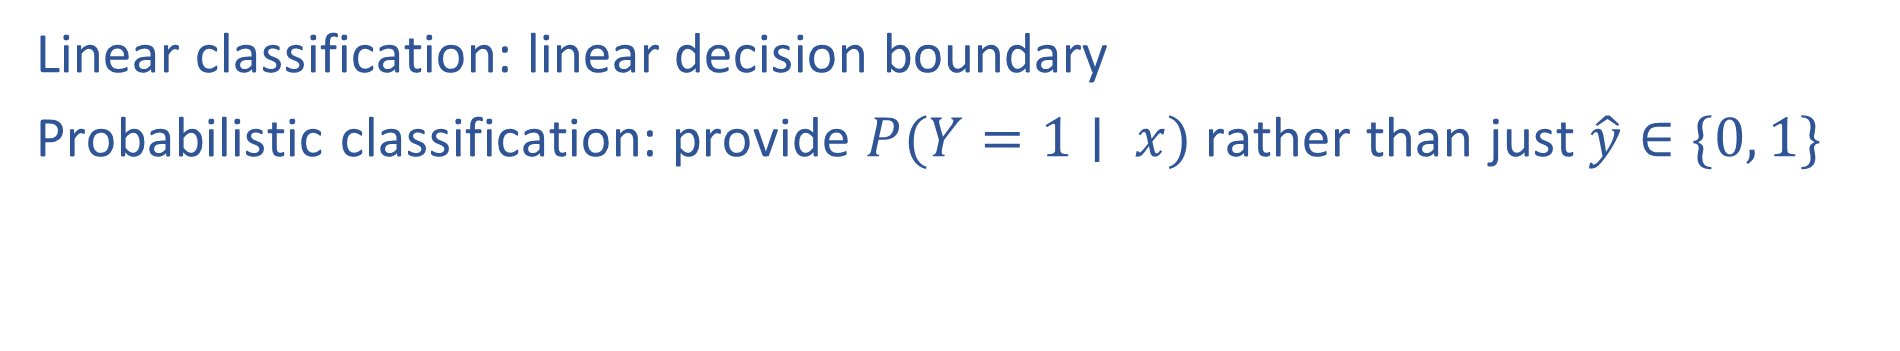 Linear classification: linear decision boundary
Probabilistic classification: provide P(Y = 1 | x) rather than just ŷ ∈ {0, 1}